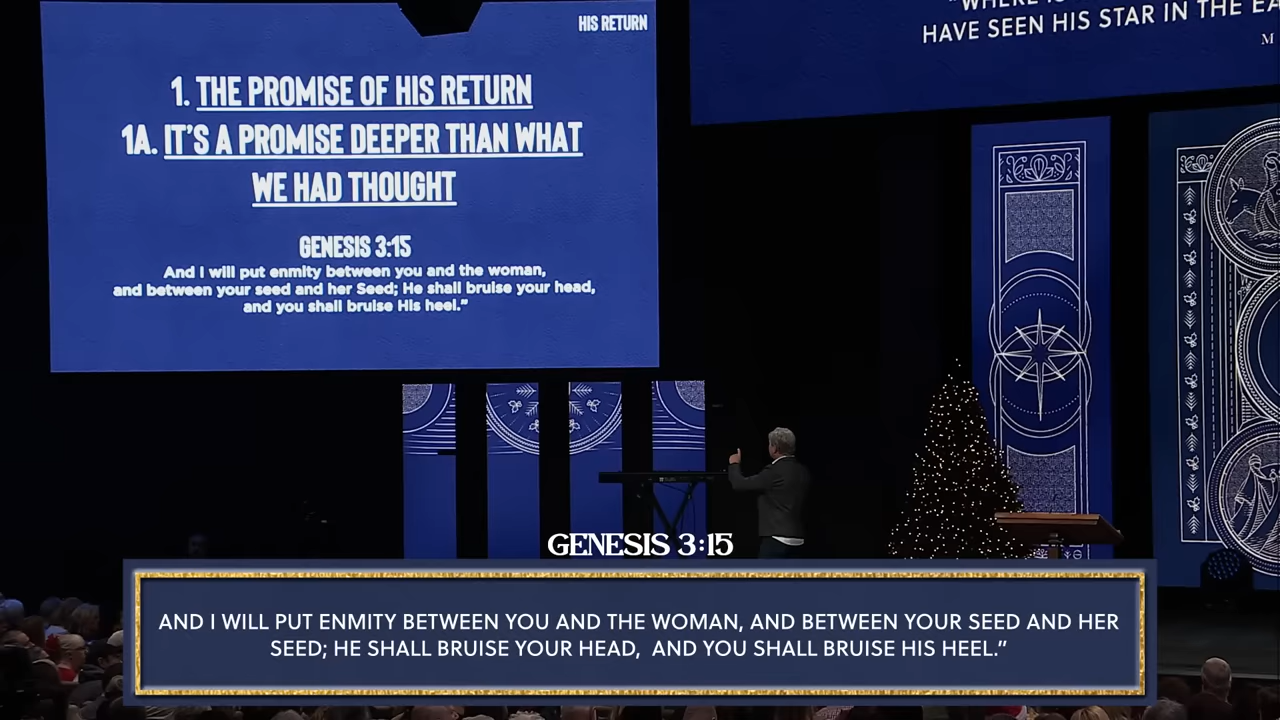 HIS RETURN
1. THE PROMISE OF HIS RETURN
1A. IT'S A PROMISE DEEPER THAN WHAT
WE HAD THOUGHT
GENESIS 3:15
And I will put enmity between you and the woman,
and between your seed and her Seed; He shall bruise your head,
and you shall bruise His heel.”
HAVE SEEN HIS STAR IN THE
GENESIS 3:15
AND I WILL PUT ENMITY BETWEEN YOU AND THE WOMAN, AND BETWEEN YOUR SEED AND HER
SEED; HE SHALL BRUISE YOUR HEAD, AND YOU SHALL BRUISE HIS HEEL.”